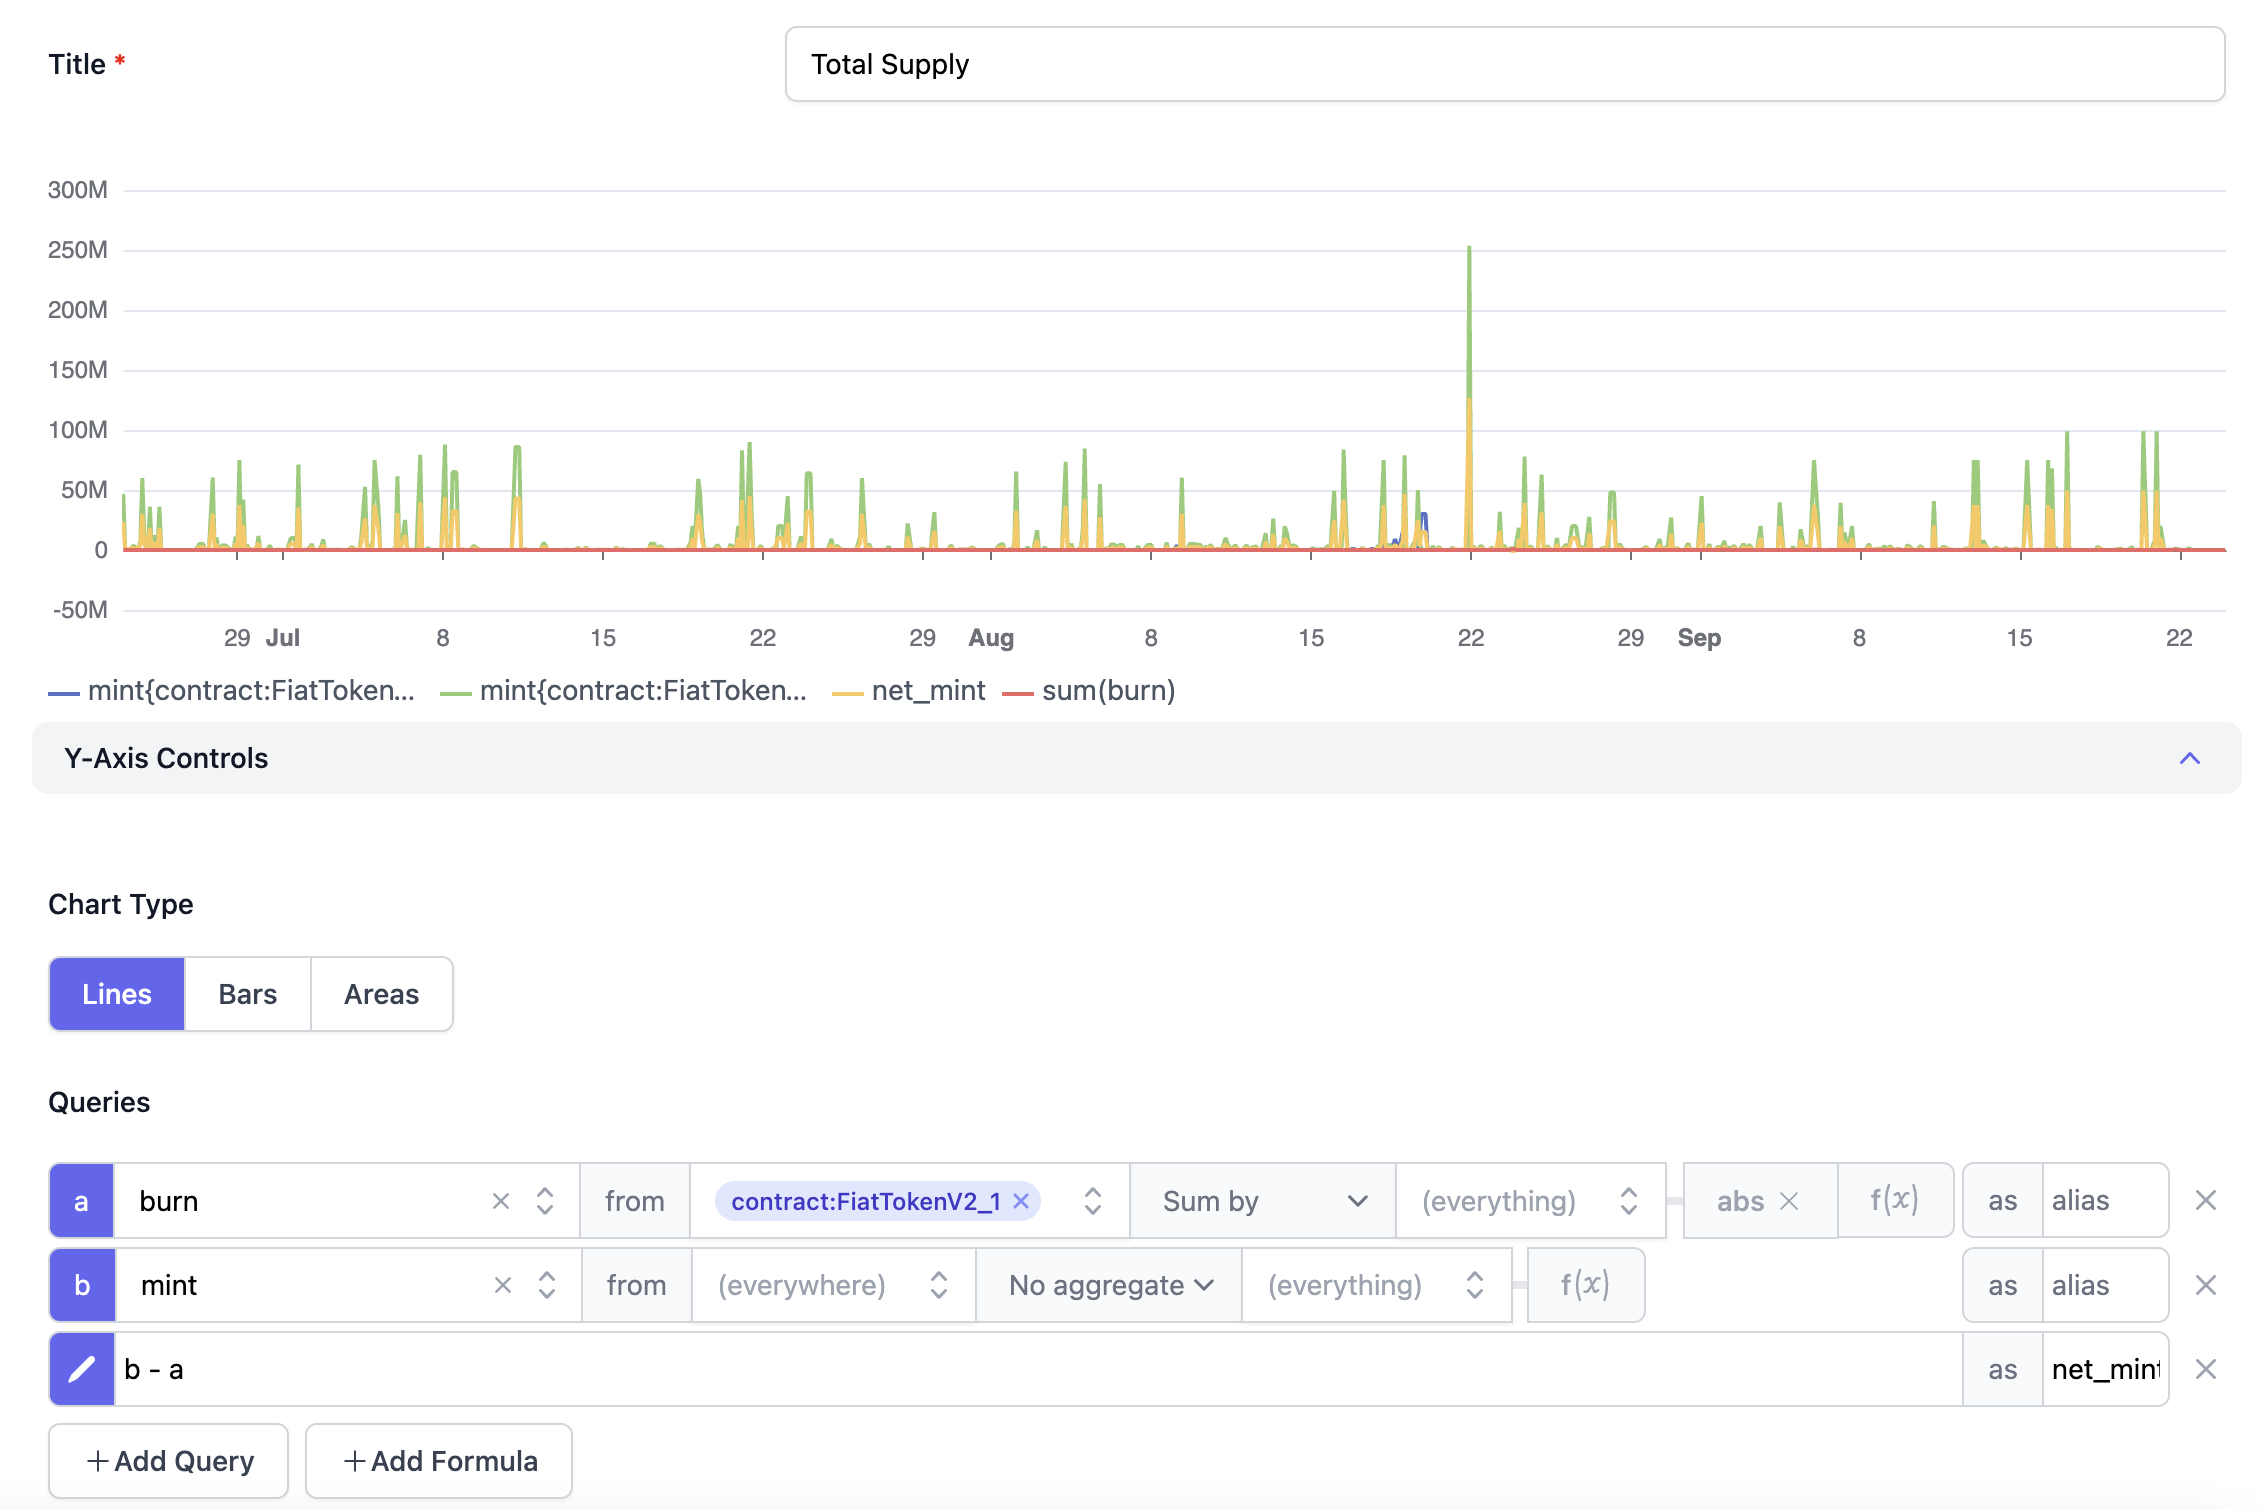 Title *
Total Supply
300M
250M
200M
150M
100M
50M
0
-50M
29 Jul 8 15 22 29 Aug 8 15 22 29 Sep 8 15 22
mint{contract:FiatToken... mint{contract:FiatToken... net_mint sum(burn)
Y-Axis Controls
Chart Type
Lines Bars Areas
Queries
a burn from contract:FiatTokenV2_1 Sum by (everything) abs f(x) as alias
b mint from (everywhere) No aggregate (everything) f(x) as alias
b - a as net_mint
+Add Query +Add Formula